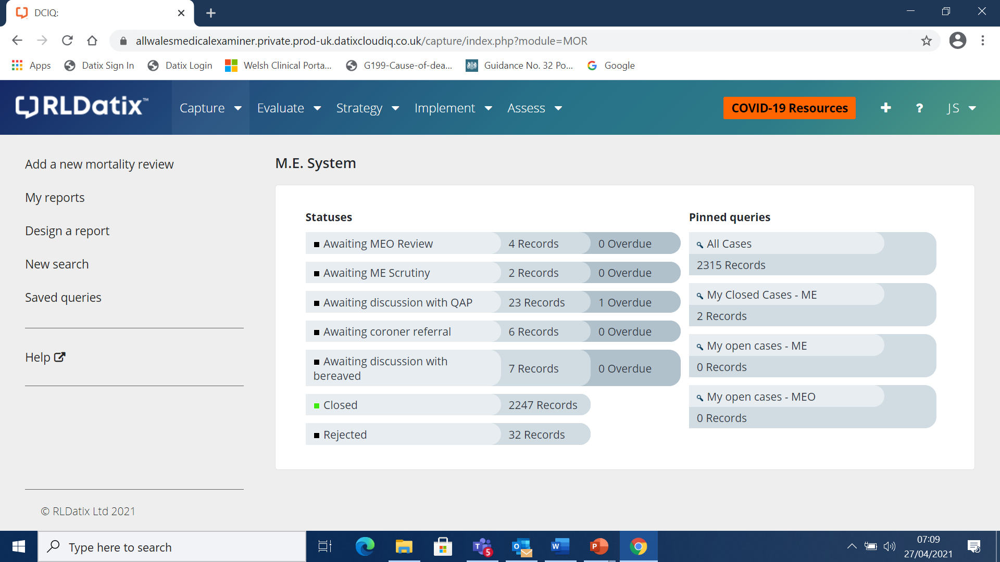 DCIQ:
allwalesmedicalexaminer.private.prod-uk.datixcloudiq.co.uk/capture/index.php?module=MOR
Apps Datix Sign In Datix Login Welsh Clinical Porta... G199-Cause-of-dea... Guidance No. 32 Po... Google
RLDatix™ Capture Evaluate Strategy Implement Assess COVID-19 Resources + ? JS
Add a new mortality review
My reports
Design a report
New search
Saved queries
Help
© RLDatix Ltd 2021
M.E. System
Statuses
Awaiting MEO Review 4 Records 0 Overdue
Awaiting ME Scrutiny 2 Records 0 Overdue
Awaiting discussion with QAP 23 Records 1 Overdue
Awaiting coroner referral 6 Records 0 Overdue
Awaiting discussion with
bereaved 7 Records 0 Overdue
Closed 2247 Records
Rejected 32 Records
Pinned queries
All Cases
2315 Records
My Closed Cases - ME
2 Records
My open cases - ME
0 Records
My open cases - MEO
0 Records
Type here to search
T 5
O
W
P
07:09
27/04/2021